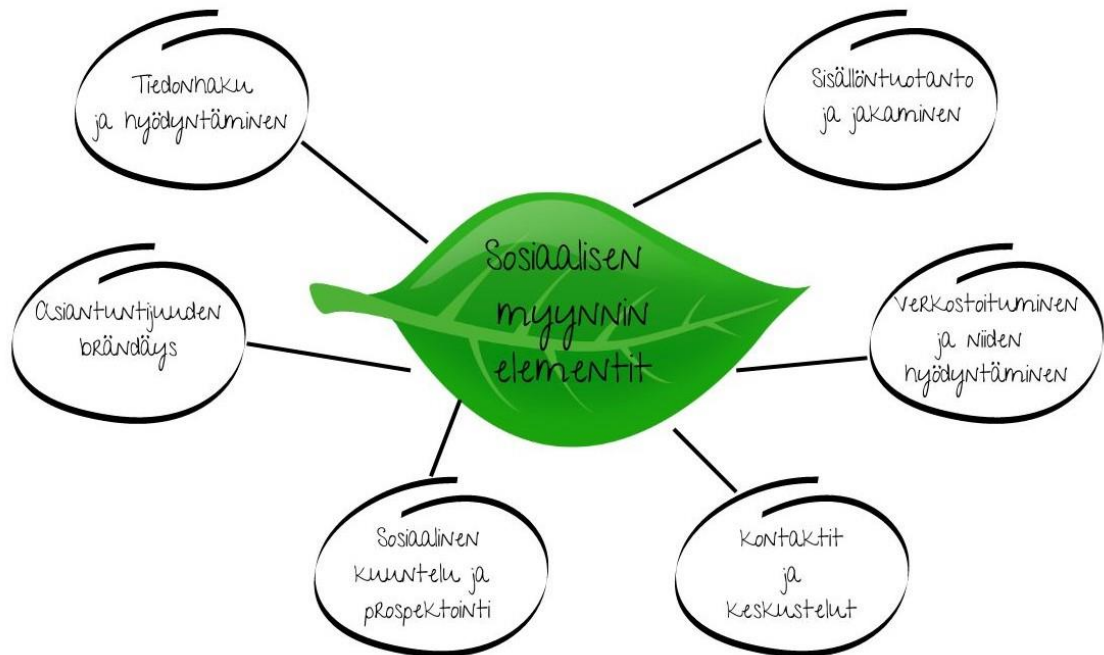 Tiedonhaku
ja hyödyntäminen
Sisällöntuotanto
ja jakaminen
Sosiaalisen
myynnin
elementit
Asiantuntijuuden
brändäys
Verkostoituminen
ja niiden
hyödyntäminen
Sosiaalinen
kuuntelu ja
prospektointi
Kontaktit
ja
keskustelut